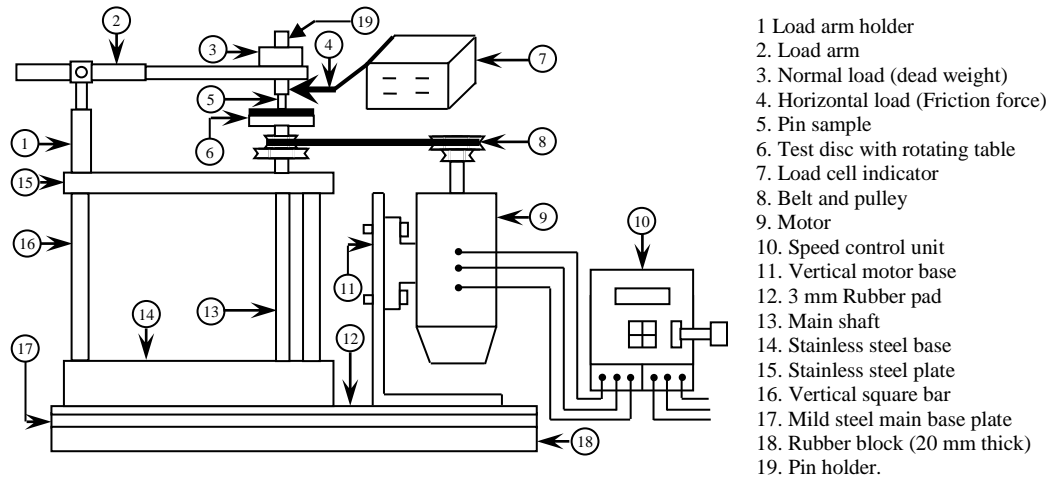 19
2
3
4
7
5
1
6
8
15
9
16
10
11
14
13
12
17
18
1 Load arm holder
2. Load arm
3. Normal load (dead weight)
4. Horizontal load (Friction force)
5. Pin sample
6. Test disc with rotating table
7. Load cell indicator
8. Belt and pulley
9. Motor
10. Speed control unit
11. Vertical motor base
12. 3 mm Rubber pad
13. Main shaft
14. Stainless steel base
15. Stainless steel plate
16. Vertical square bar
17. Mild steel main base plate
18. Rubber block (20 mm thick)
19. Pin holder.